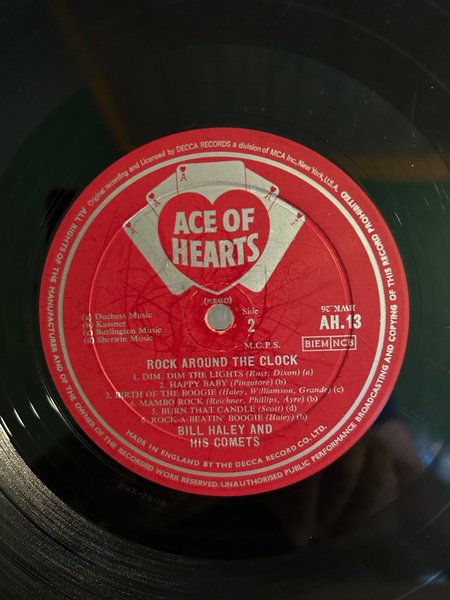 Original recording and Licensed by DECCA RECORDS a division of MCA Inc, New York, U.S.A.
ALL RIGHTS OF THE MANUFACTURER AND OF THE OWNER OF THE RECORDED WORK RESERVED. UNAUTHORISED PUBLIC PERFORMANCE BROADCASTING AND COPYING OF THIS RECORD PROHIBITED
A
A
A
ACE OF
HEARTS
(REGD)
(a) Duchess Music
(b) Kassner
(c) Burlington Music
(d) Sherwin Music
Side
2
M.C.P.S.
BWK.26
AH.13
BIEM NCB
ROCK AROUND THE CLOCK
1. DIM, DIM THE LIGHTS (Ross, Dixon) (a)
2. HAPPY BABY (Pingatore) (b)
3. BIRTH OF THE BOOGIE (Haley, Williamson, Grande) (c)
4. MAMBO ROCK (Reichner, Phillips, Ayre) (c)
5. BURN THAT CANDLE (Scott) (d)
6. ROCK-A-BEATIN' BOOGIE (Haley) (b)
BILL HALEY AND
HIS COMETS
MADE IN ENGLAND BY THE DECCA RECORD CO. LTD.